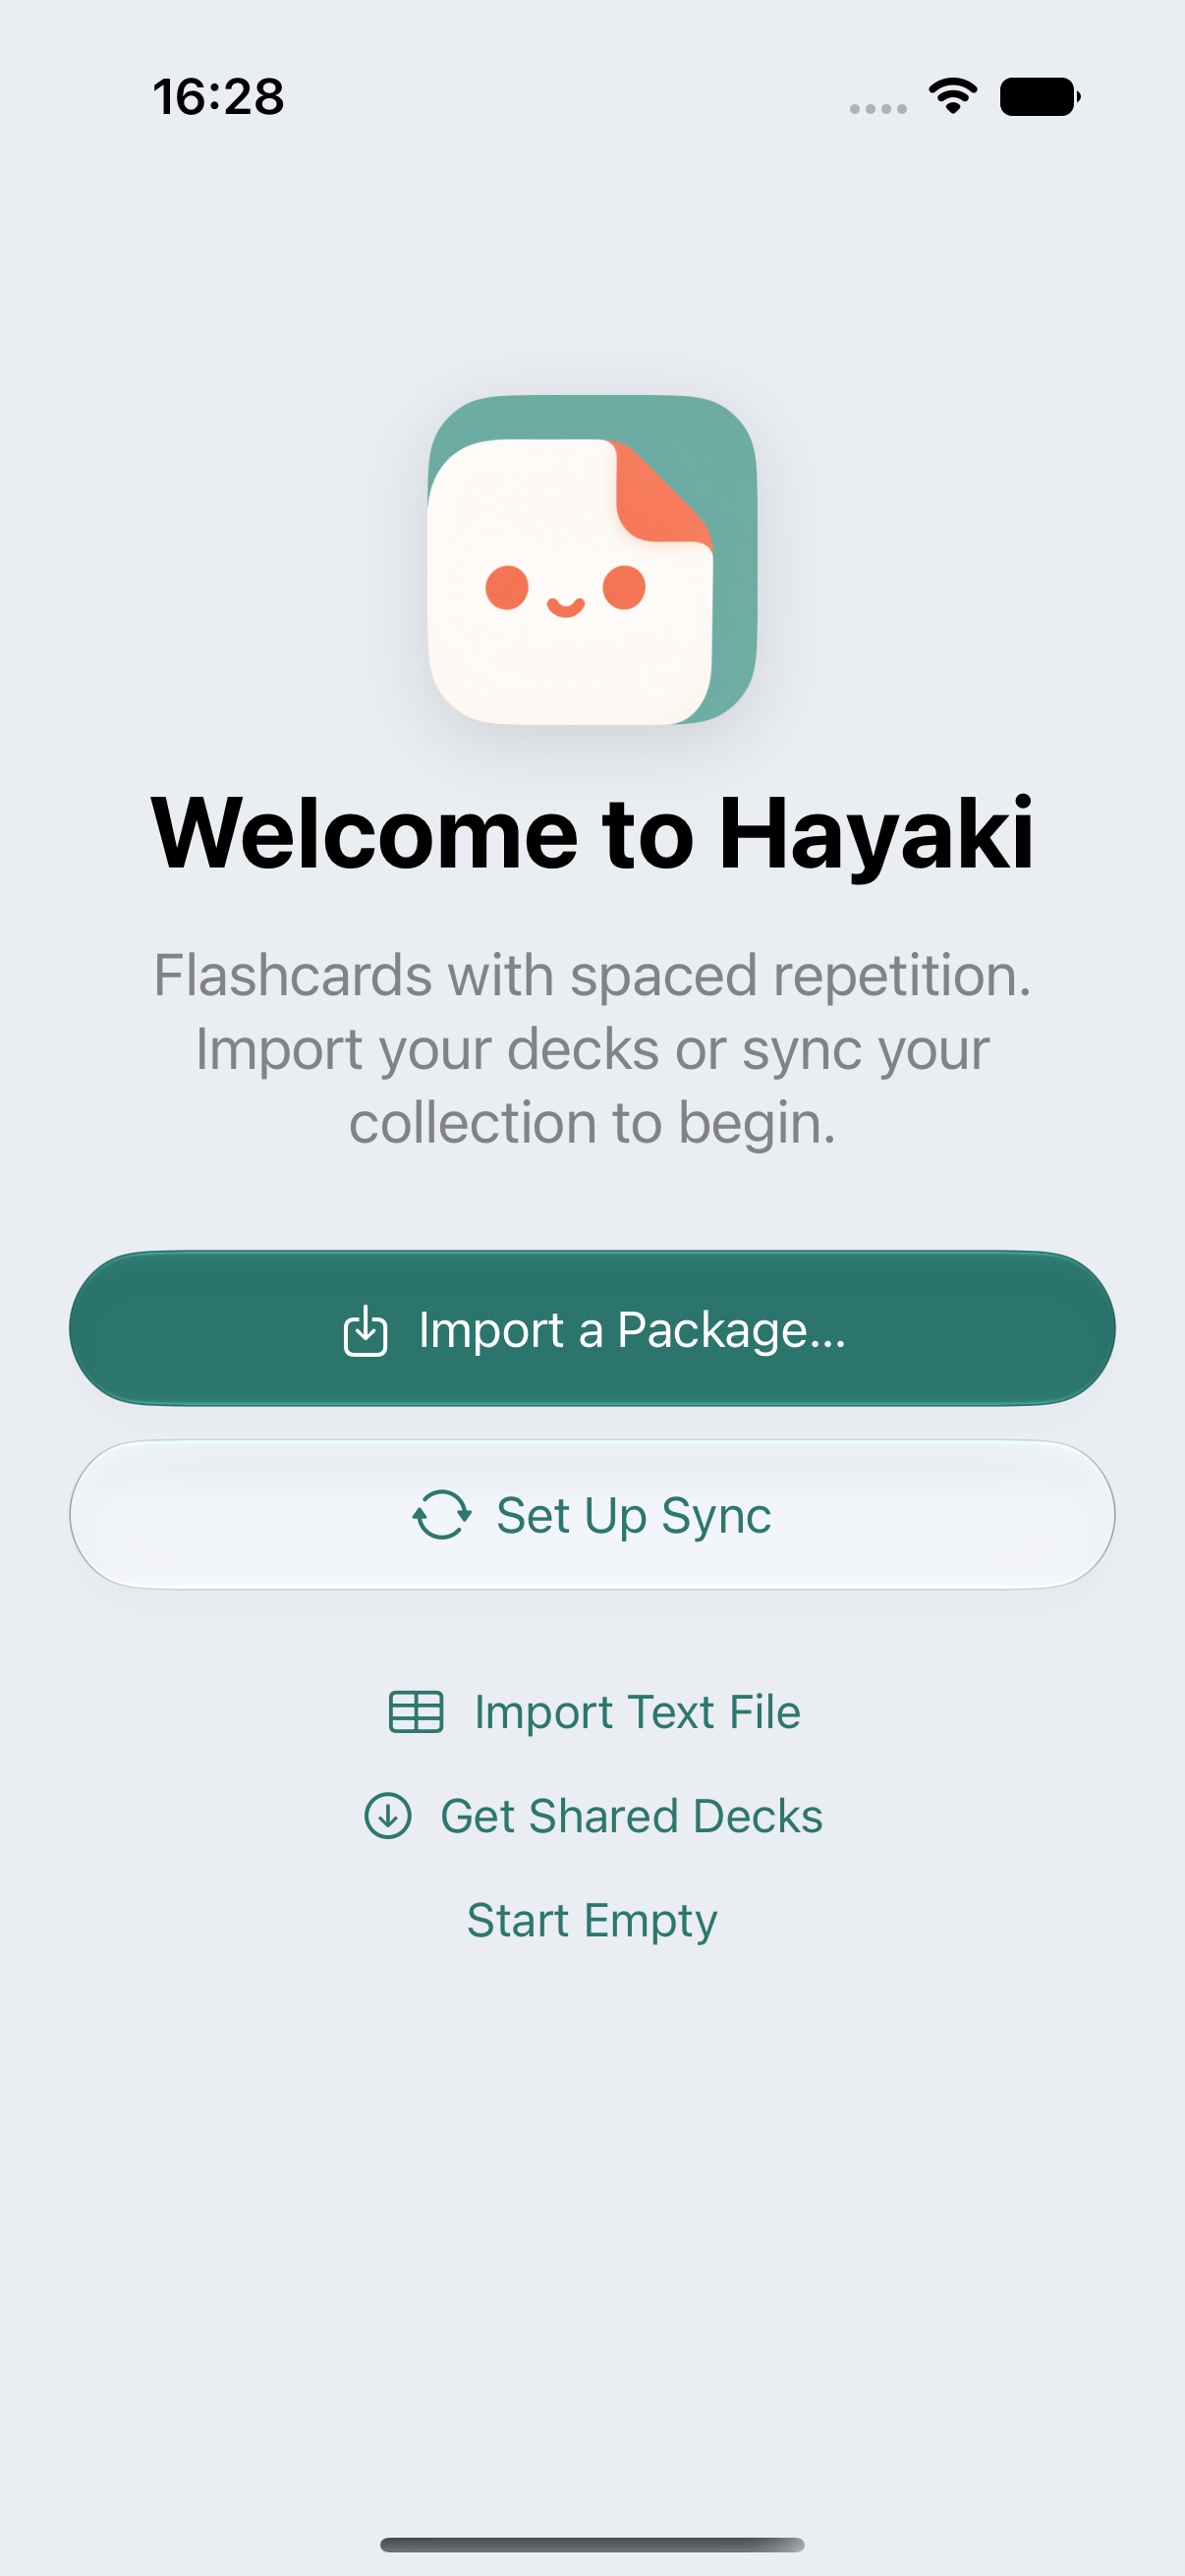 16:28
Welcome to Hayaki
Flashcards with spaced repetition.
Import your decks or sync your
collection to begin.
Import a Package...
Set Up Sync
Import Text File
Get Shared Decks
Start Empty